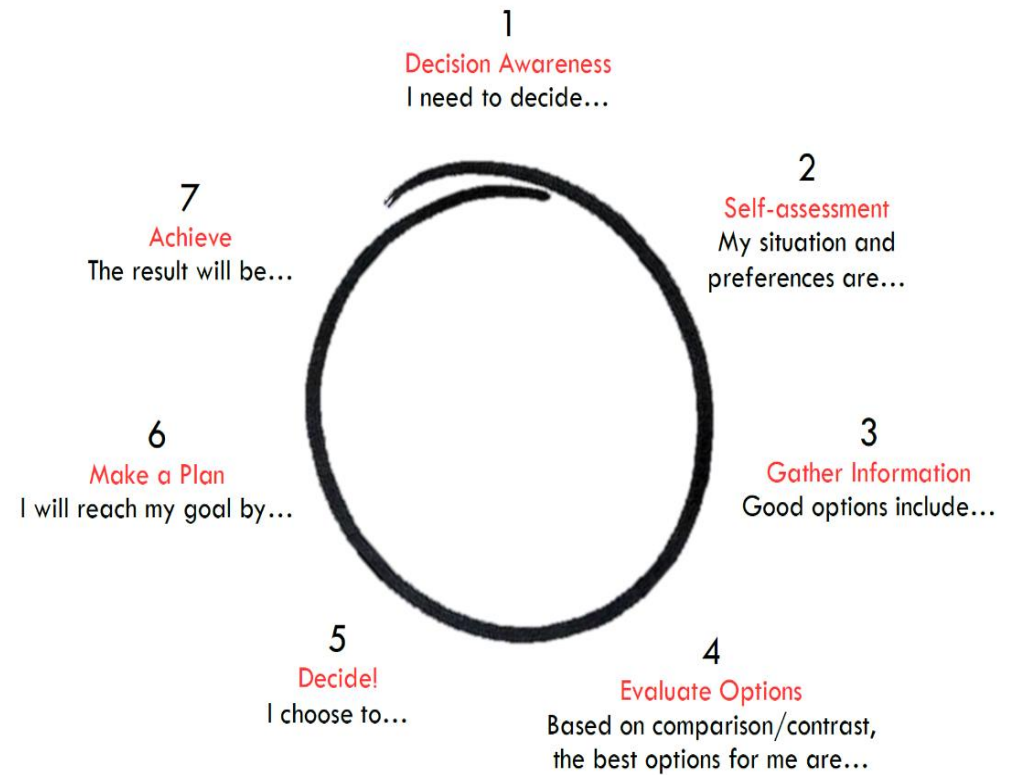 1
Decision Awareness
I need to decide...
2
Self-assessment
My situation and
preferences are...
3
Gather Information
Good options include...
4
Evaluate Options
Based on comparison/contrast,
the best options for me are...
5
Decide!
I choose to...
6
Make a Plan
I will reach my goal by...
7
Achieve
The result will be...